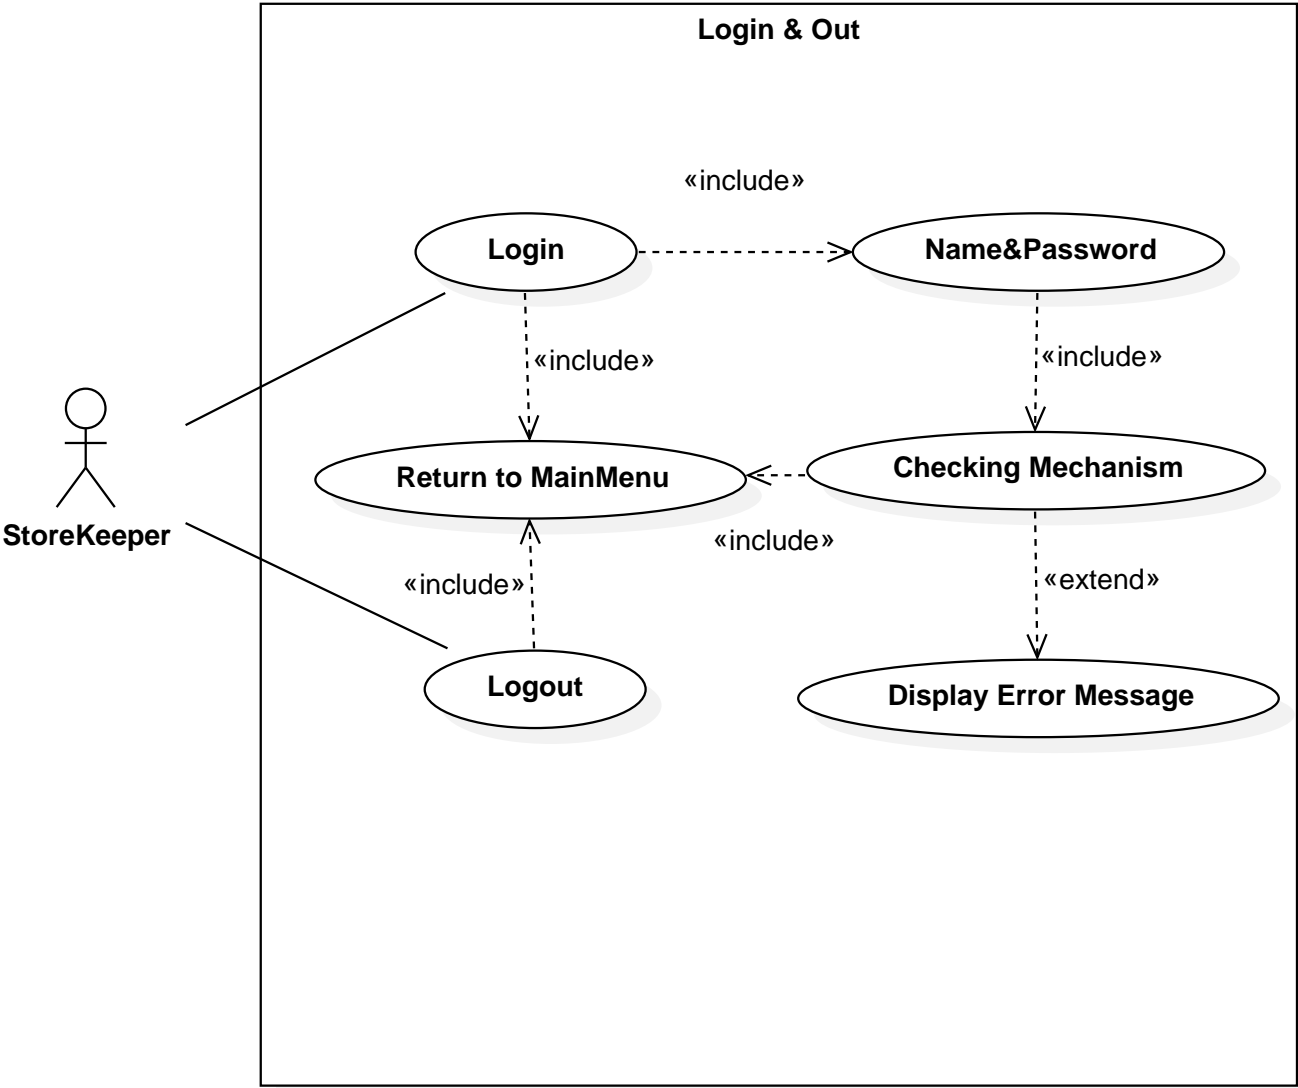 Login & Out
«include»
Login
Name&Password
«include»
«include»
Return to MainMenu
Checking Mechanism
StoreKeeper
«include»
«include»
«extend»
Logout
Display Error Message